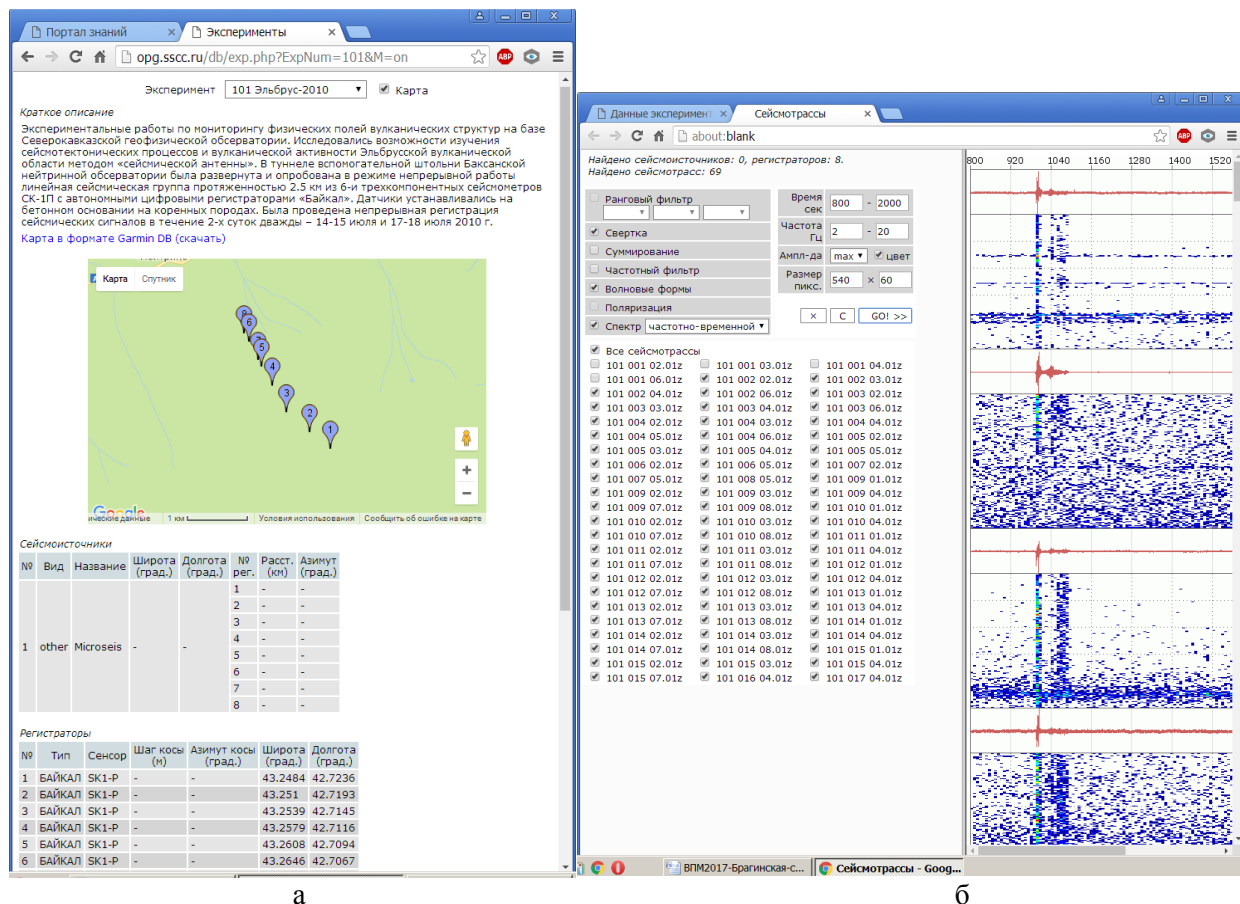 Портал знаний
Эксперименты
opg.sscc.ru/db/exp.php?ExpNum=101&M=on
ABP
Эксперимент 101 Эльбрус-2010 Карта
Краткое описание
Экспериментальные работы по мониторингу физических полей вулканических структур на базе
Северокавказской геофизической обсерватории. Исследовались возможности изучения
сейсмотектонических процессов и вулканической активности Эльбрусской вулканической
области методом «сейсмической антенны». В туннеле вспомогательной штольни Баксанской
нейтринной обсерватории была развернута и опробована в режиме непрерывной работы
линейная сейсмическая группа протяженностью 2.5 км из 6-и трехкомпонентных сейсмометров
СК-1П с автономными цифровыми регистраторами «Байкал». Датчики устанавливались на
бетонном основании на коренных породах. Была проведена непрерывная регистрация
сейсмических сигналов в течение 2-х суток дважды – 14-15 июля и 17-18 июля 2010 г.
Карта в формате Garmin DB (скачать)
Карта Спутник
8
6
7
5
4
3
2
1
+
−
Google
ические данные 1 км Условия использования Сообщить об ошибке на карте
Сейсмоисточники
№ Вид Название Широта (град.) Долгота (град.) № рег. Расст. (км) Азимут (град.)
1 other Microseis - - 1 - -
2 - -
3 - -
4 - -
5 - -
6 - -
7 - -
8 - -
Регистраторы
№ Тип Сенсор Шаг косы (м) Азимут косы (град.) Широта (град.) Долгота (град.)
1 БАЙКАЛ SK1-P - - 43.2484 42.7236
2 БАЙКАЛ SK1-P - - 43.251 42.7193
3 БАЙКАЛ SK1-P - - 43.2539 42.7145
4 БАЙКАЛ SK1-P - - 43.2579 42.7116
5 БАЙКАЛ SK1-P - - 43.2608 42.7094
6 БАЙКАЛ SK1-P - - 43.2646 42.7067
а
Данные эксперимен
Сейсмотрассы
about:blank
ABP
Найдено сейсмоисточников: 0, регистраторов: 8.
Найдено сейсмотрасс: 69
Ранговый фильтр
Свертка
Суммирование
Частотный фильтр
Волновые формы
Поляризация
Спектр частотно-временной
Время сек 800 - 2000
Частота Гц 2 - 20
Ампл-да max цвет
Размер пикс. 540 × 60
× C GO! >>
Все сейсмотрассы
101 001 02.01z 101 001 03.01z 101 001 04.01z
101 001 06.01z 101 002 02.01z 101 002 03.01z
101 002 04.01z 101 002 06.01z 101 003 02.01z
101 003 03.01z 101 003 04.01z 101 003 06.01z
101 004 02.01z 101 004 03.01z 101 004 04.01z
101 004 05.01z 101 004 06.01z 101 005 02.01z
101 005 03.01z 101 005 04.01z 101 005 05.01z
101 006 02.01z 101 006 05.01z 101 007 02.01z
101 007 05.01z 101 008 05.01z 101 009 01.01z
101 009 02.01z 101 009 03.01z 101 009 04.01z
101 009 07.01z 101 009 08.01z 101 010 01.01z
101 010 02.01z 101 010 03.01z 101 010 04.01z
101 010 07.01z 101 010 08.01z 101 011 01.01z
101 011 02.01z 101 011 03.01z 101 011 04.01z
101 011 07.01z 101 011 08.01z 101 012 01.01z
101 012 02.01z 101 012 03.01z 101 012 04.01z
101 012 07.01z 101 012 08.01z 101 013 01.01z
101 013 02.01z 101 013 03.01z 101 013 04.01z
101 013 07.01z 101 013 08.01z 101 014 01.01z
101 014 02.01z 101 014 03.01z 101 014 04.01z
101 014 07.01z 101 014 08.01z 101 015 01.01z
101 015 02.01z 101 015 03.01z 101 015 04.01z
101 015 07.01z 101 016 04.01z 101 017 04.01z
800 920 1040 1160 1280 1400 1520
ВПМ2017-Брагинская-с...
Сейсмотрассы - Goog...
б